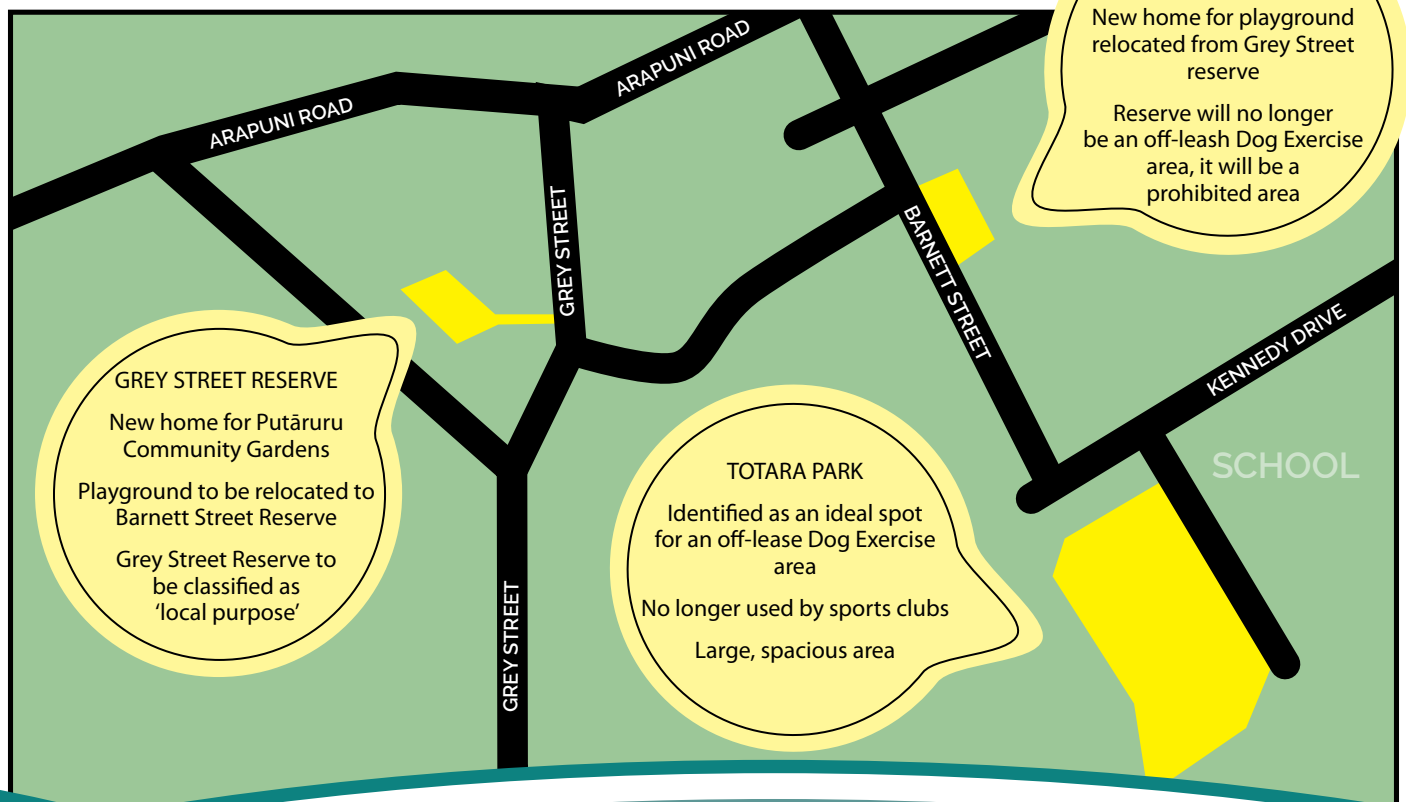 ARAPUNI ROAD
ARAPUNI ROAD
New home for playground
relocated from Grey Street
reserve
Reserve will no longer
be an off-leash Dog Exercise
area, it will be a
prohibited area
GREY STREET
BARNETT STREET
KENNEDY DRIVE
SCHOOL
GREY STREET RESERVE
New home for Putāruru
Community Gardens
Playground to be relocated to
Barnett Street Reserve
Grey Street Reserve to
be classified as
‘local purpose’
TOTARA PARK
Identified as an ideal spot
for an off-lease Dog Exercise
area
No longer used by sports clubs
Large, spacious area
GREY STREET